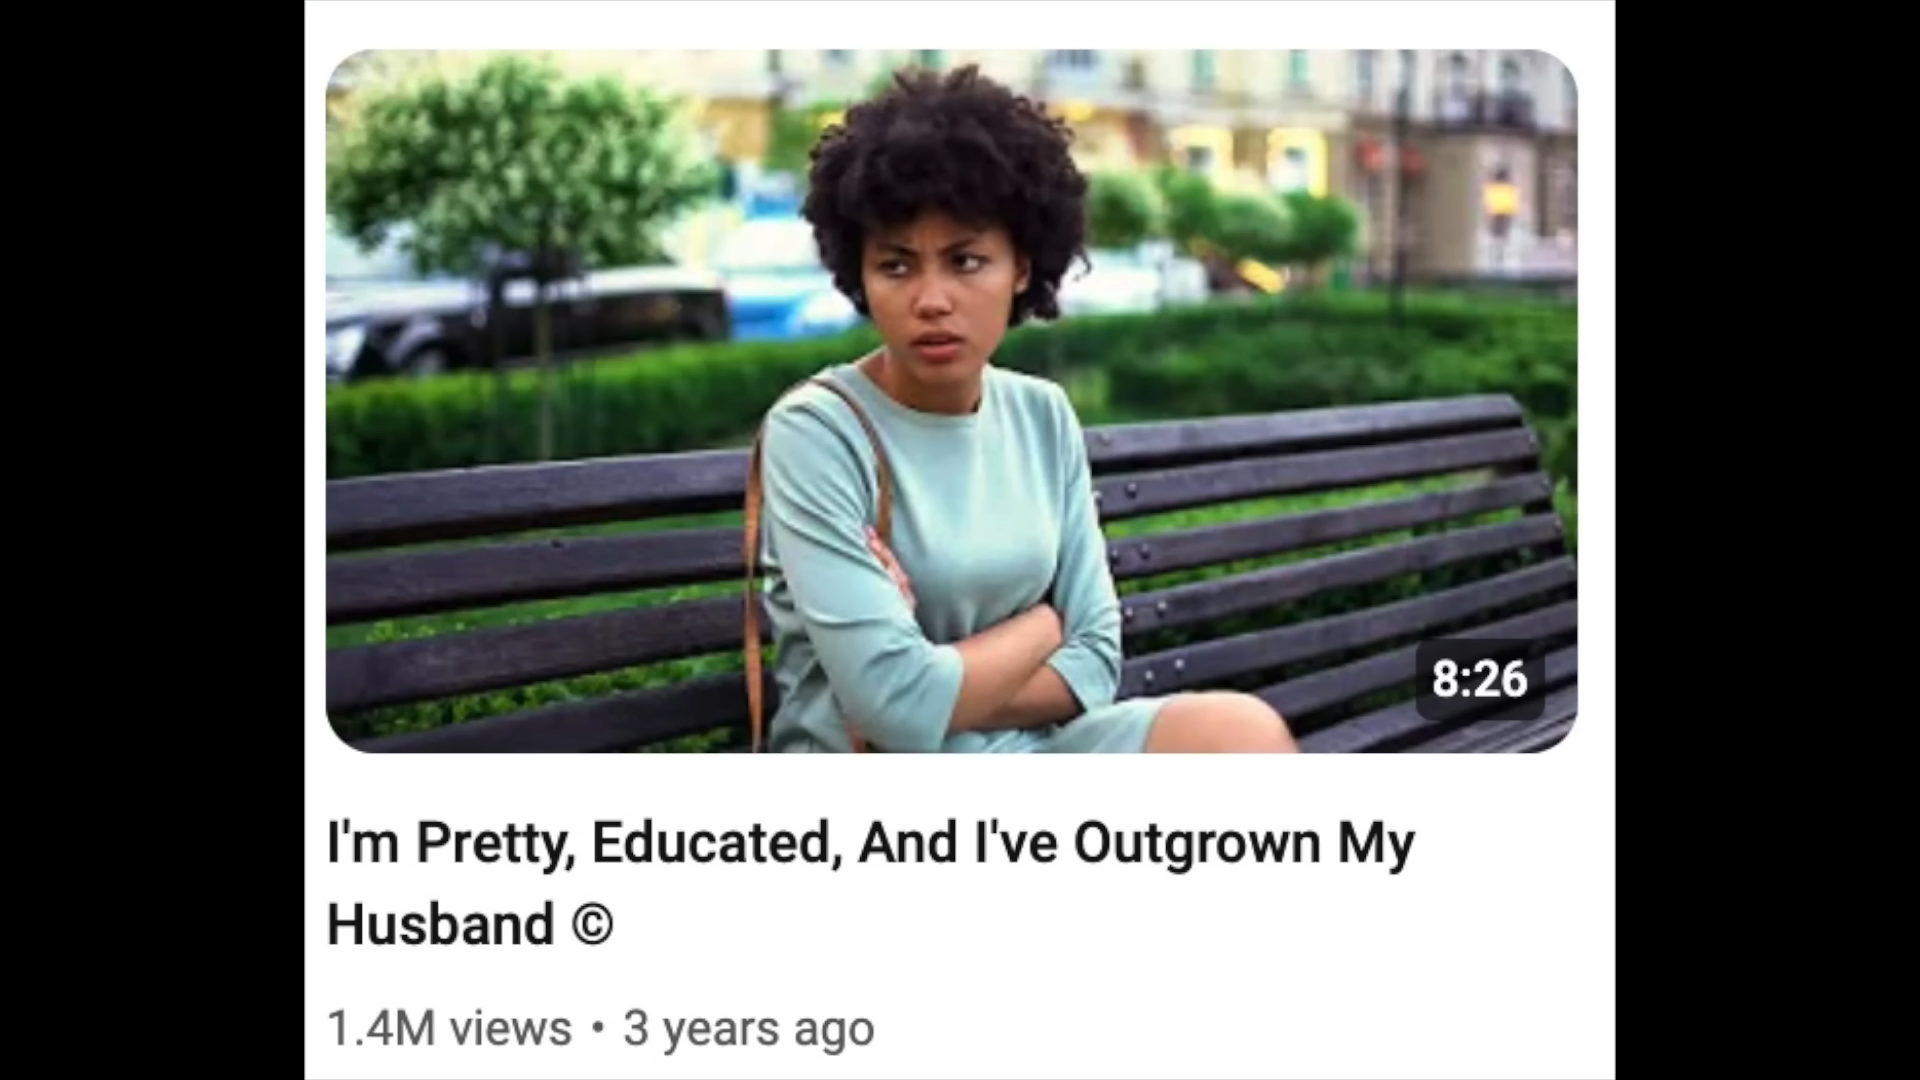 8:26
I'm Pretty, Educated, And I've Outgrown My
Husband ©
1.4M views • 3 years ago